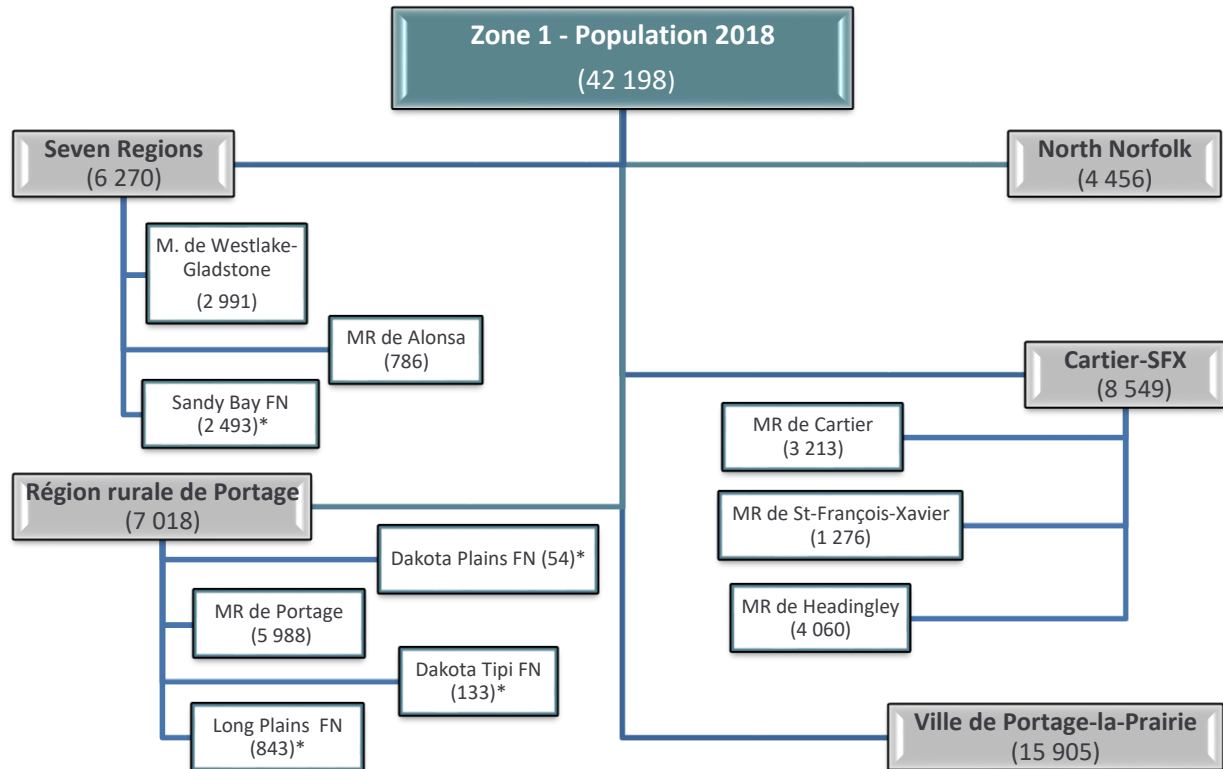 Zone 1 - Population 2018
(42 198)
Seven Regions
(6 270)
North Norfolk
(4 456)
M. de Westlake-
Gladstone
(2 991)
MR de Alonsa
(786)
Sandy Bay FN
(2 493)*
Cartier-SFX
(8 549)
MR de Cartier
(3 213)
MR de St-François-Xavier
(1 276)
MR de Headingley
(4 060)
Région rurale de Portage
(7 018)
Dakota Plains FN (54)*
MR de Portage
(5 988)
Dakota Tipi FN
(133)*
Long Plains FN
(843)*
Ville de Portage-la-Prairie
(15 905)